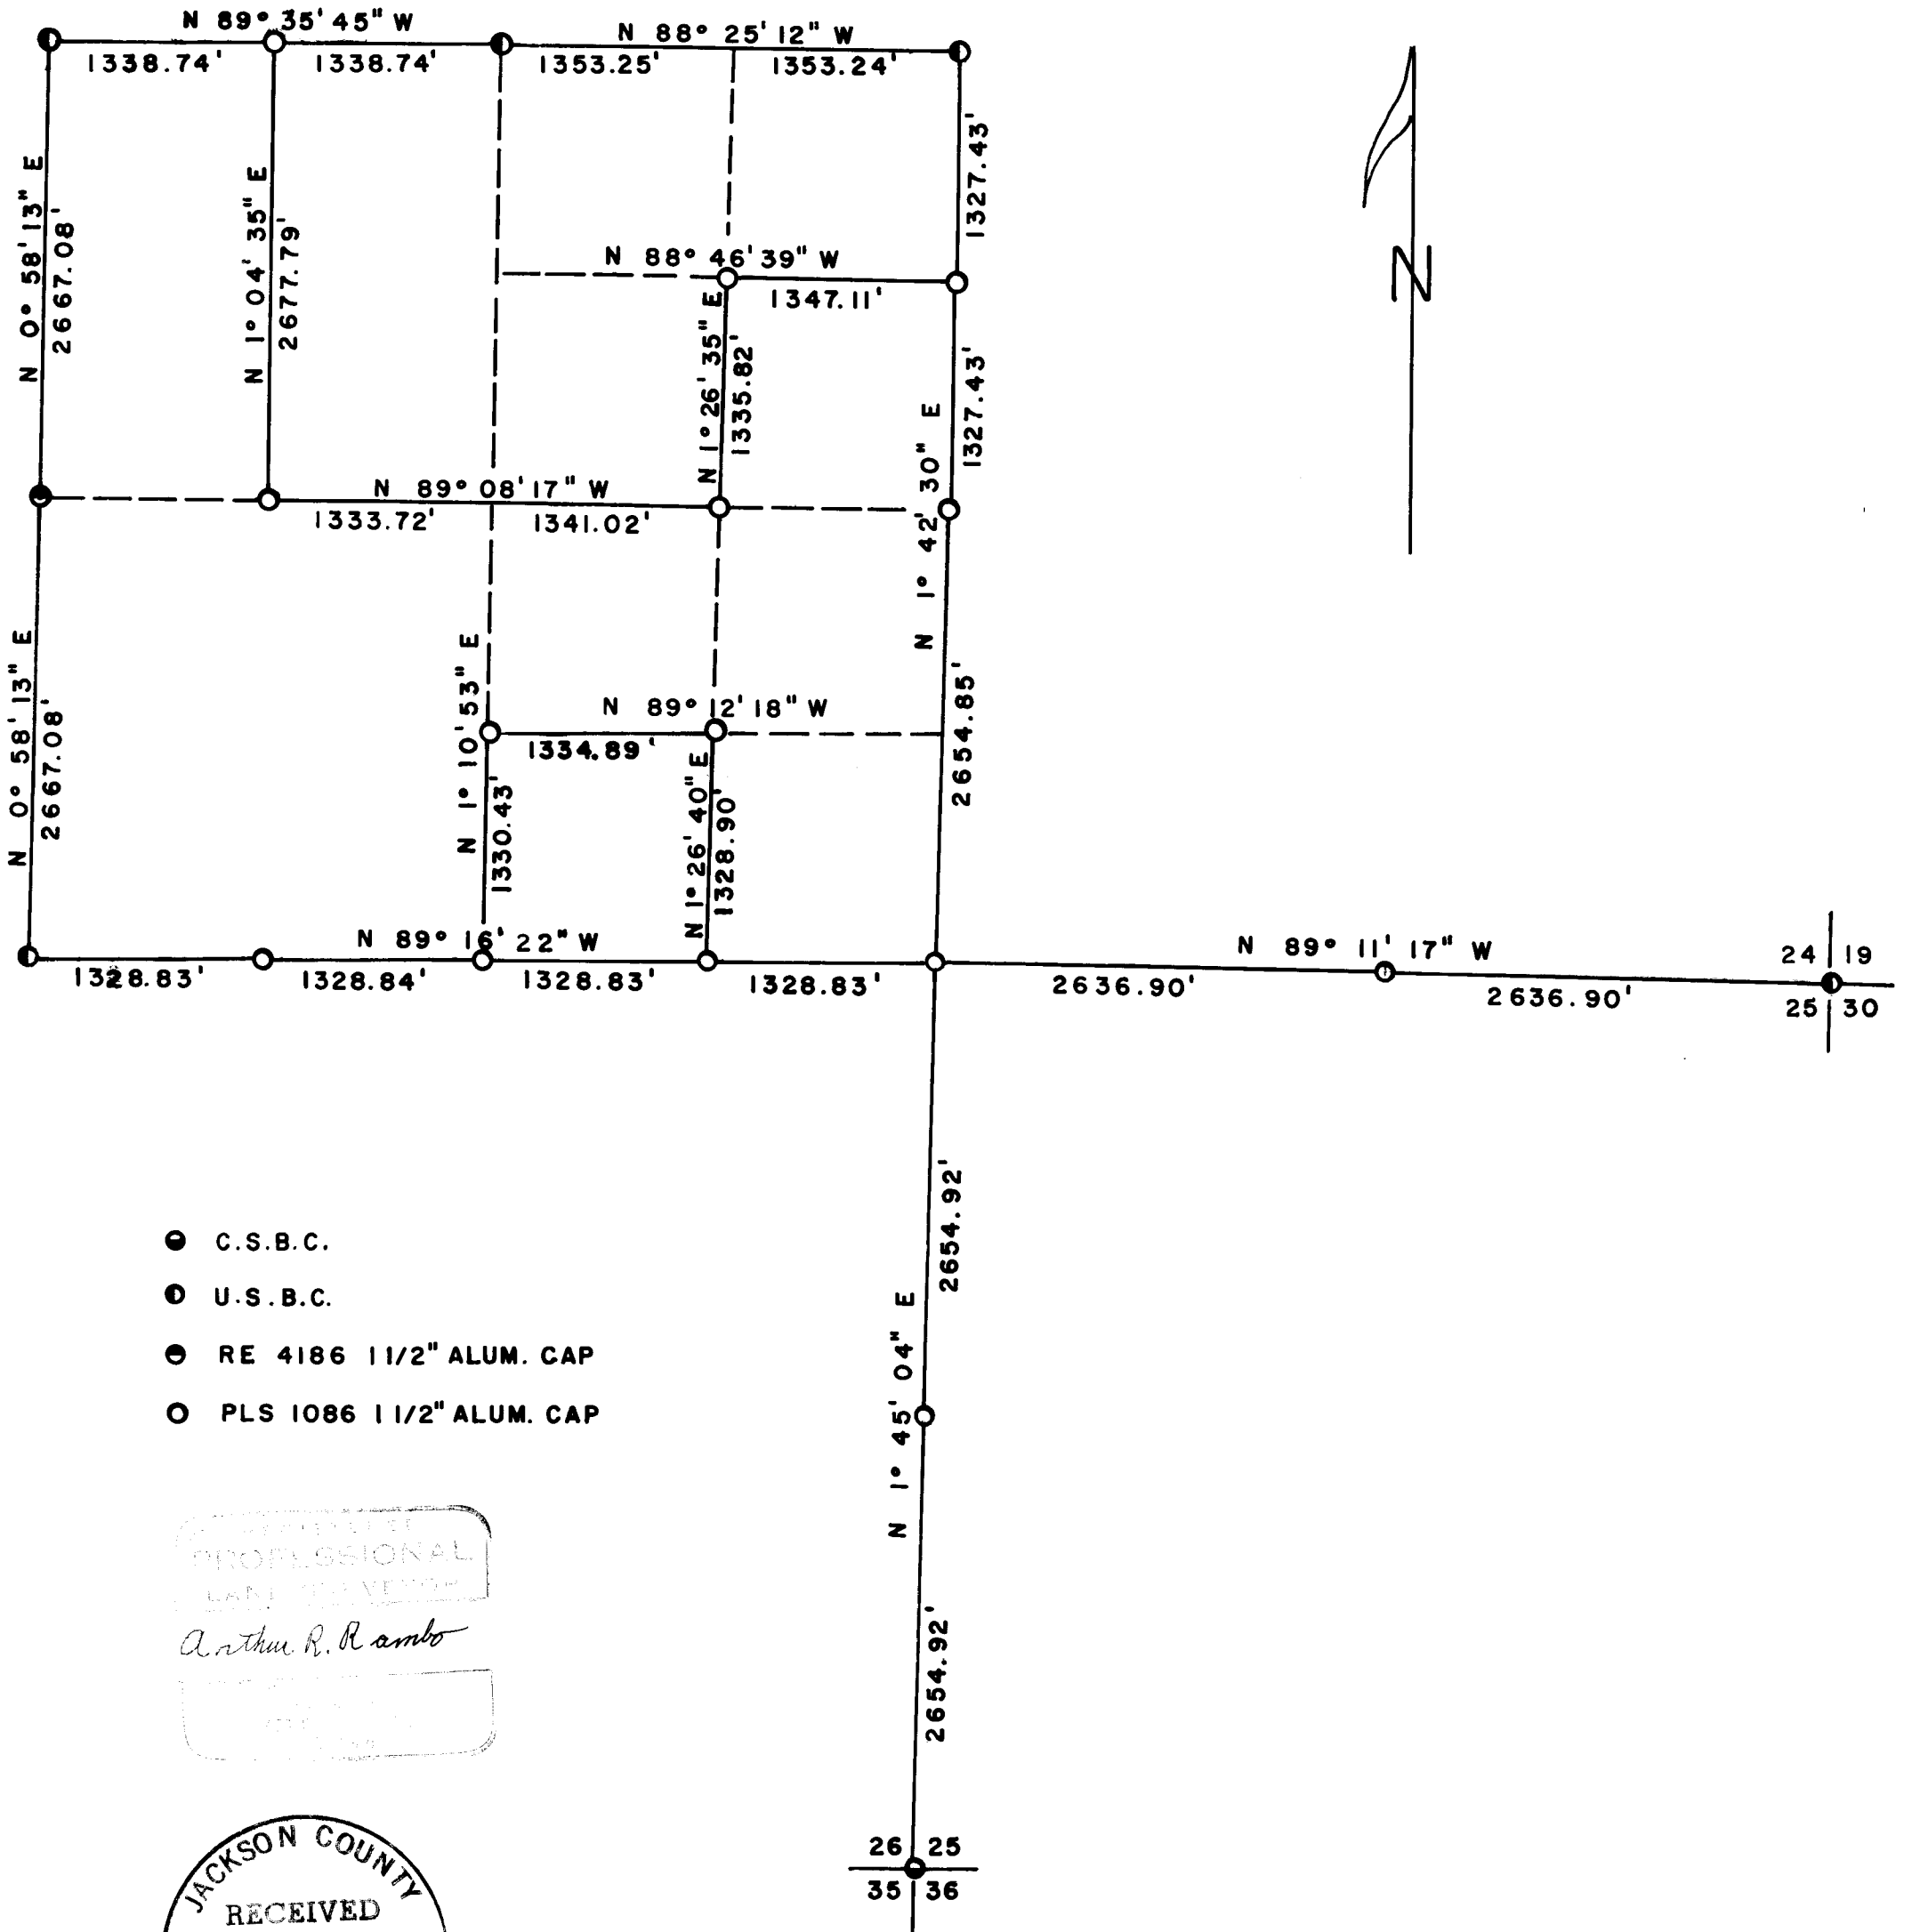 N 89° 35' 45" W
N 88° 25' 12" W
1338.74'
1338.74'
1353.25'
1353.24'
N 0° 58' 13" E
2667.08'
N 1° 04' 35" E
2677.79'
1327.43'
N
N 88° 46' 39" W
1347.11'
N 1° 26' 35" E
1335.82'
1327.43'
N 1° 42' 30" E
N 89° 08' 17" W
1333.72'
1341.02'
N 0° 58' 13" E
2667.08'
N 1° 10' 53" E
1330.43'
N 89° 12' 18" W
1334.89'
N 1° 26' 40" E
1328.90'
2654.85'
N 89° 16' 22" W
1328.83'
1328.84'
1328.83'
1328.83'
N 89° 11' 17" W
2636.90'
2636.90'
24 19
25 30
2654.92'
N 1° 45' 04" E
2654.92'
C.S.B.C.
U.S.B.C.
RE 4186 1 1/2" ALUM. CAP
PLS 1086 1 1/2" ALUM. CAP
PROFESSIONAL
LAND SURVEYOR
Arthur R. Rambo
26 25
35 36
JACKSON COUNTY
RECEIVED